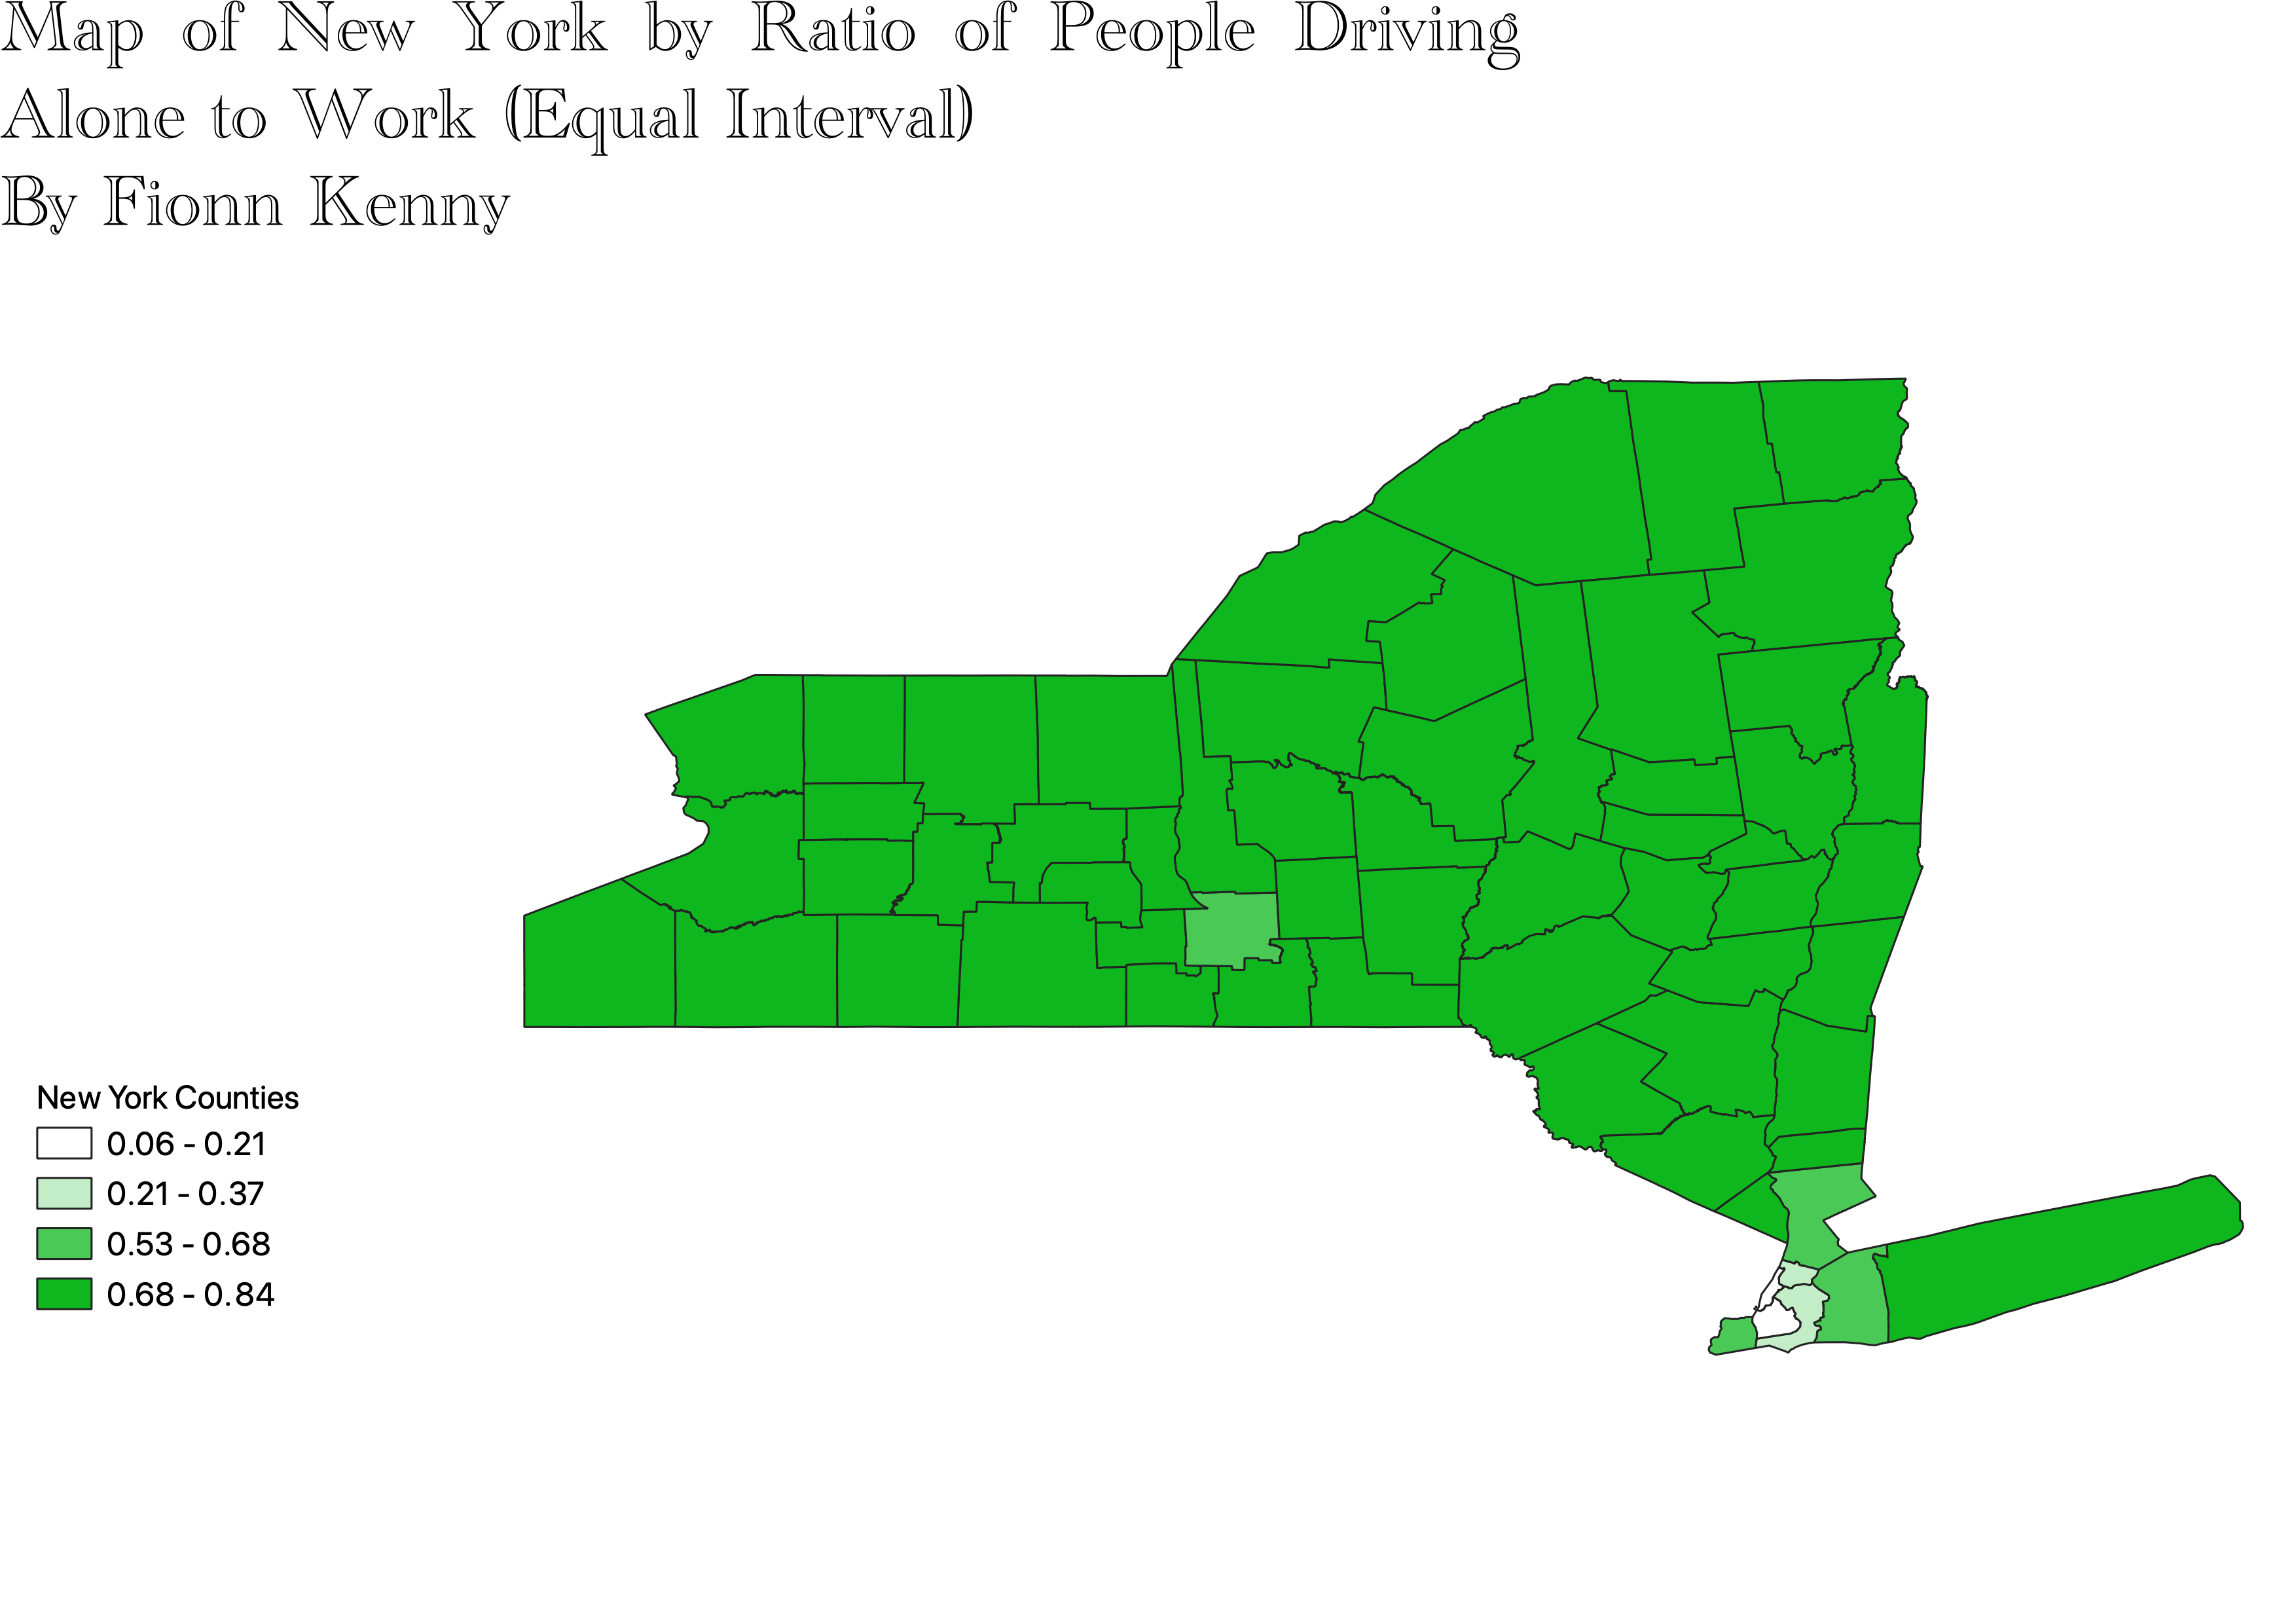 Map of New York by Ratio of People Driving
Alone to Work (Equal Interval)
By Fionn Kenny
New York Counties
0.06 - 0.21
0.21 - 0.37
0.53 - 0.68
0.68 - 0.84